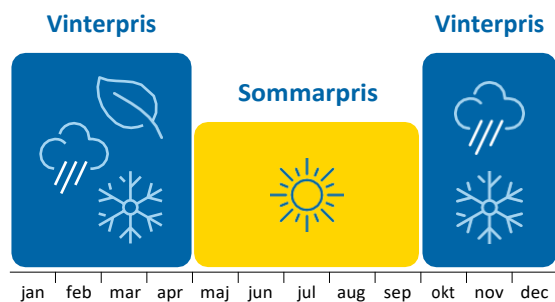 Vinterpris
Vinterpris
Sommarpris
jan feb mar apr maj jun jul aug sep okt nov dec